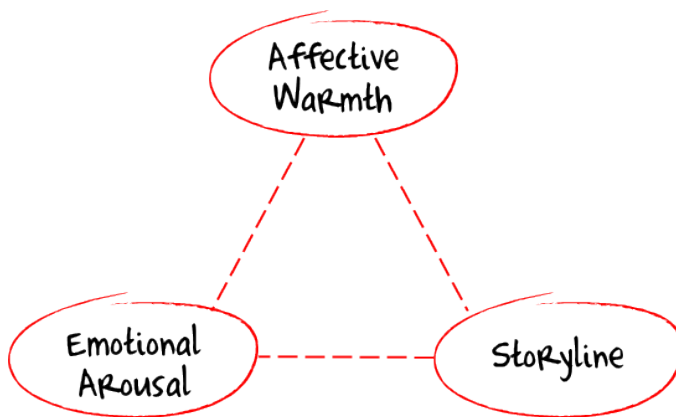 Affective
Warmth
Emotional
Arousal
Storyline